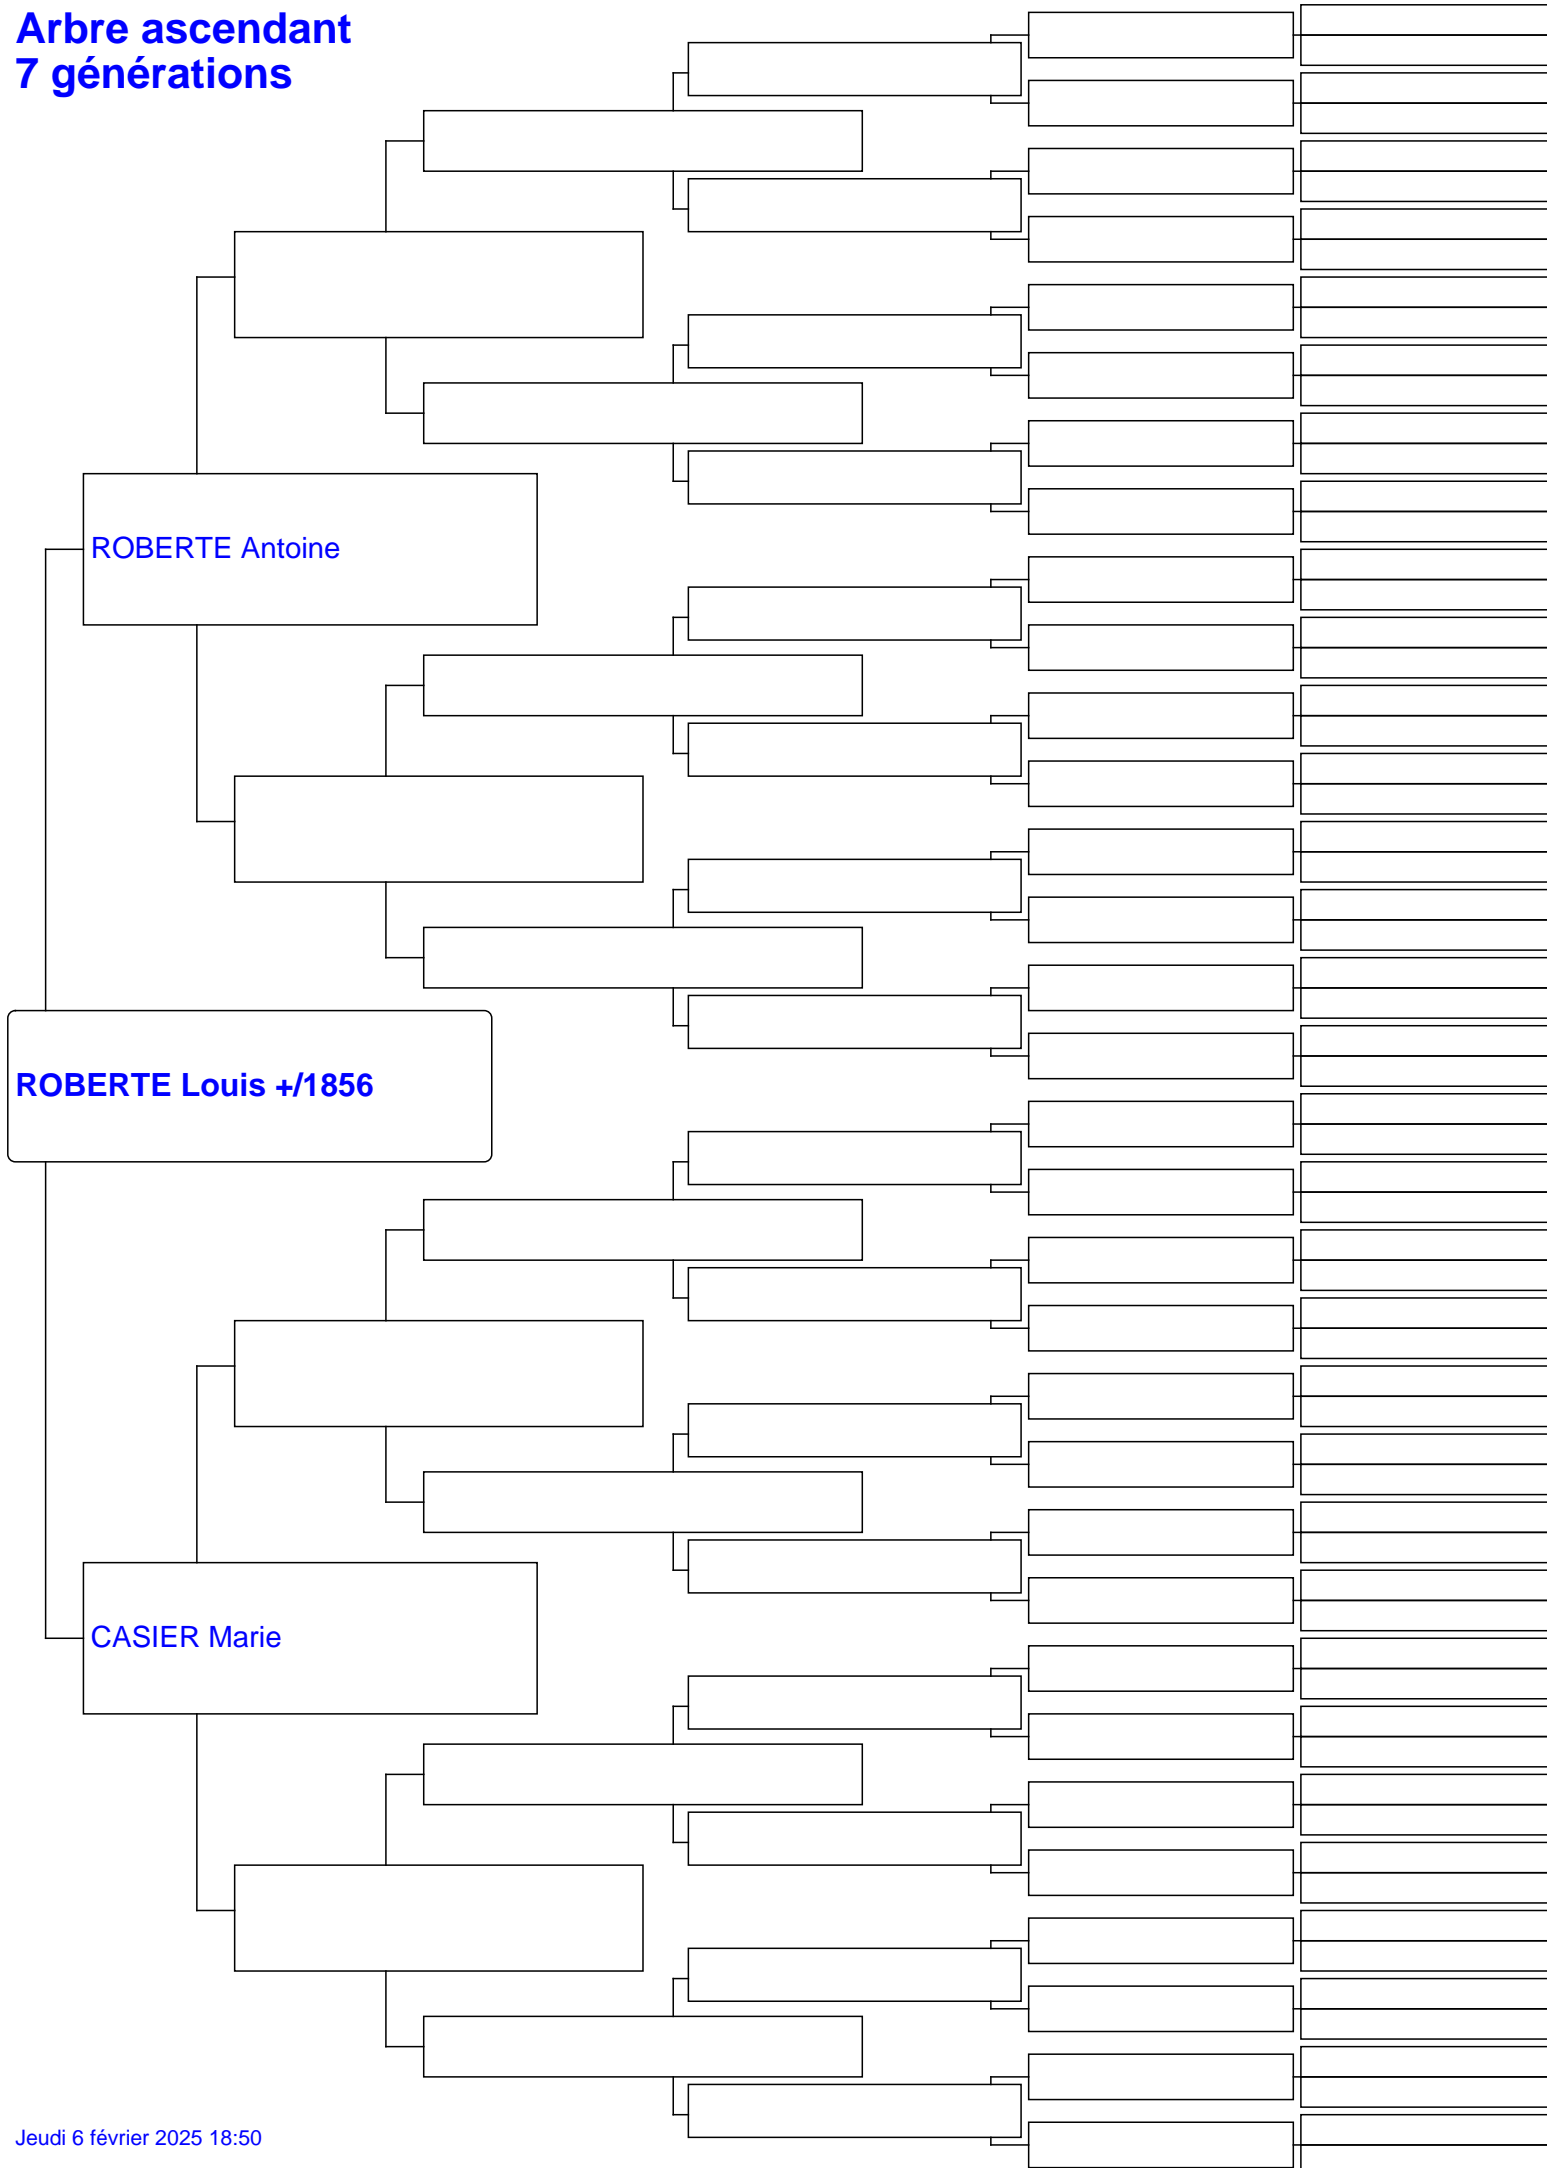 Arbre ascendant
7 générations
ROBERTE Antoine
ROBERTE Louis +/1856
CASIER Marie
Jeudi 6 février 2025 18:50